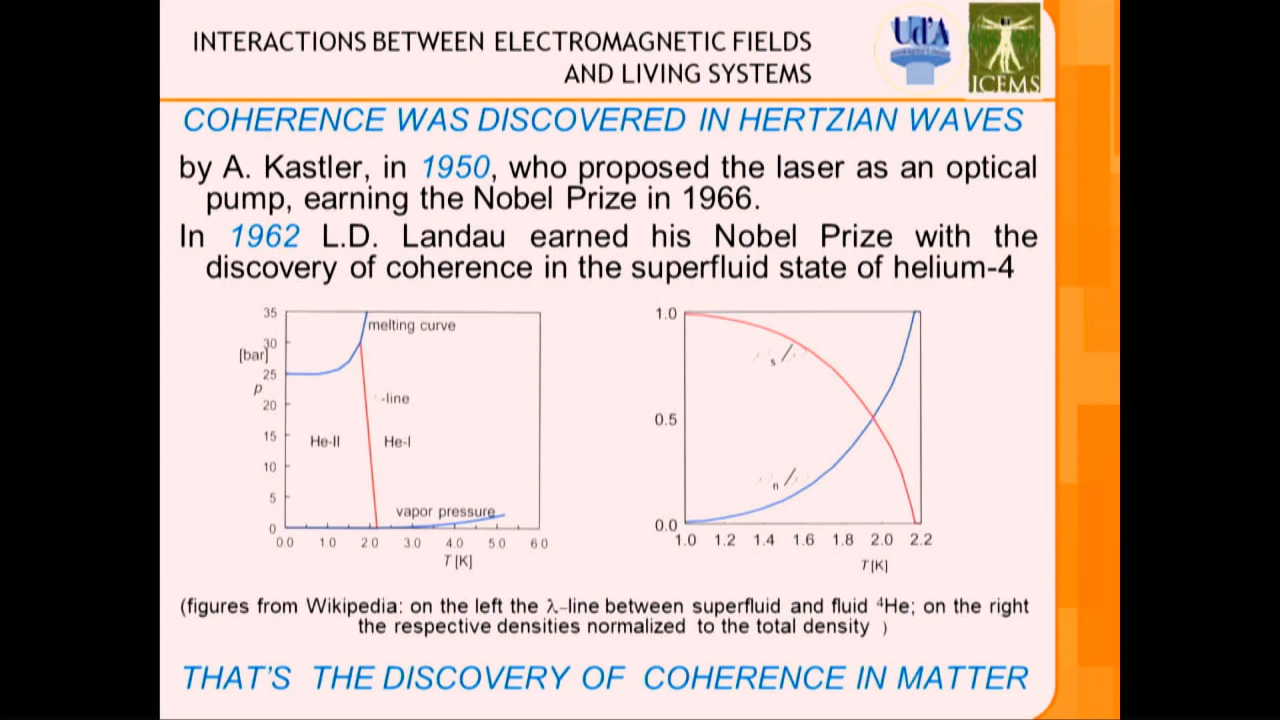 INTERACTIONS BETWEEN ELECTROMAGNETIC FIELDS
AND LIVING SYSTEMS
Ud'A
ICEMS
COHERENCE WAS DISCOVERED IN HERTZIAN WAVES
by A. Kastler, in 1950, who proposed the laser as an optical
pump, earning the Nobel Prize in 1966.
In 1962 L.D. Landau earned his Nobel Prize with the
discovery of coherence in the superfluid state of helium-4
35
melting curve
30
[bar]
25
p
20
-line
15
He-II
He-I
10
5
vapor pressure
0
0.0 1.0 2.0 3.0 4.0 5.0 6.0
T [K]
1.0
s /
0.5
n /
0.0
1.0 1.2 1.4 1.6 1.8 2.0 2.2
T [K]
(figures from Wikipedia: on the left the λ–line between superfluid and fluid ⁴He; on the right
the respective densities normalized to the total density )
THAT'S THE DISCOVERY OF COHERENCE IN MATTER